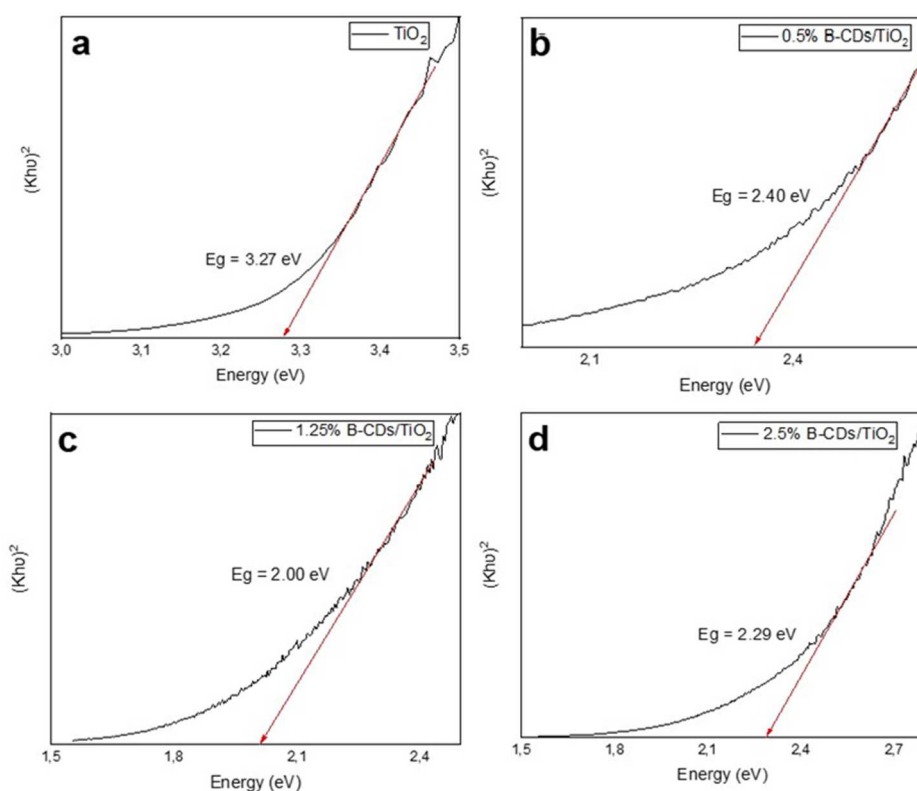 a
TiO₂
(Khυ)²
Eg = 3.27 eV
3,0 3,1 3,2 3,3 3,4 3,5
Energy (eV)
b
0.5% B-CDs/TiO₂
(Khυ)²
Eg = 2.40 eV
2,1 2,4
Energy (eV)
c
1.25% B-CDs/TiO₂
(Khυ)²
Eg = 2.00 eV
1,5 1,8 2,1 2,4
Energy (eV)
d
2.5% B-CDs/TiO₂
(Khυ)²
Eg = 2.29 eV
1,5 1,8 2,1 2,4 2,7
Energy (eV)